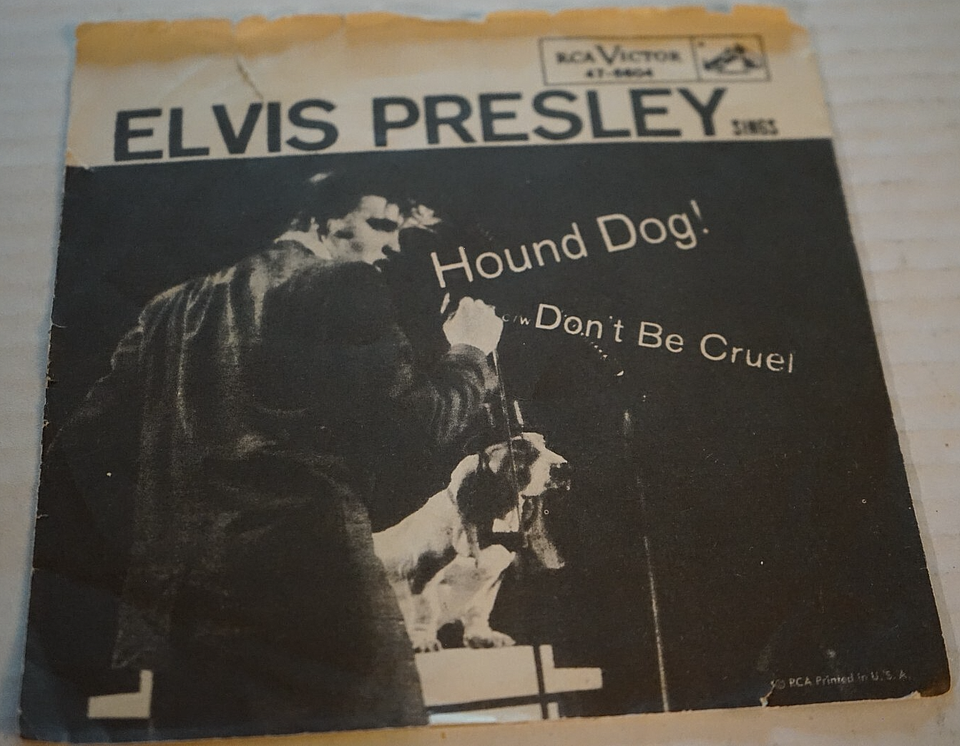 RCA VICTOR
47-6604
ELVIS PRESLEY SINGS
Hound Dog!
c/w Don't Be Cruel
© RCA Printed in U. S. A.